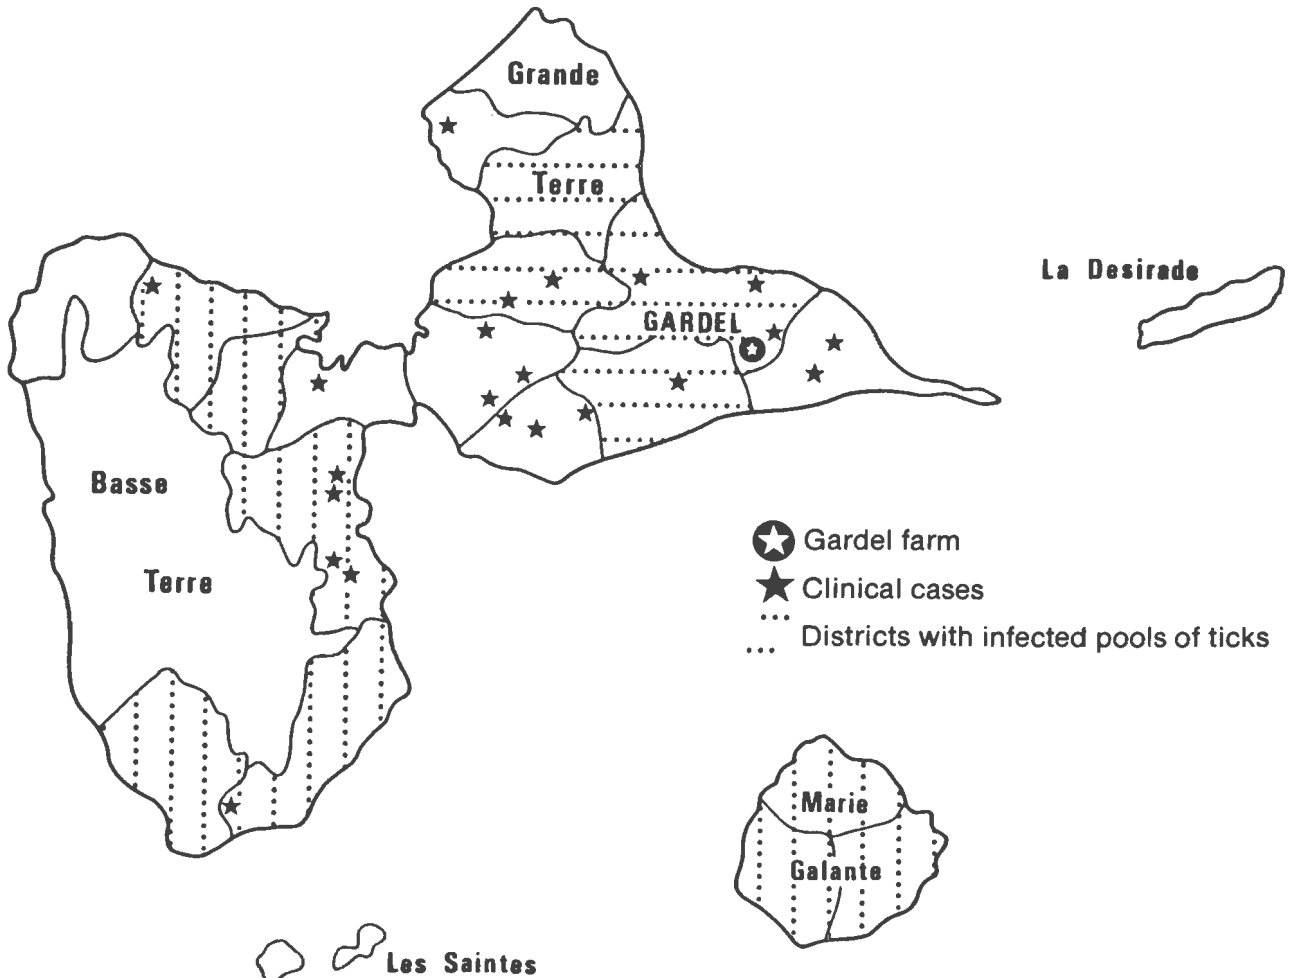 Grande
Terre
La Desirade
GARDEL
Basse
Terre
Gardel farm
Clinical cases
Districts with infected pools of ticks
Marie
Galante
Les Saintes